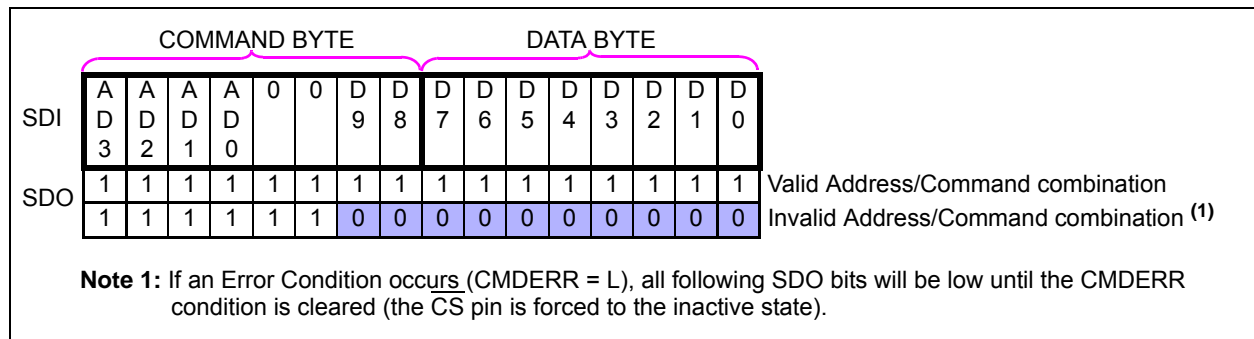 COMMAND BYTE DATA BYTE
SDI A D 3 A D 2 A D 1 A D 0 0 0 D 9 D 8 D 7 D 6 D 5 D 4 D 3 D 2 D 1 D 0
SDO 1 1 1 1 1 1 1 1 1 1 1 1 1 1 1 1 Valid Address/Command combination
1 1 1 1 1 1 0 0 0 0 0 0 0 0 0 0 Invalid Address/Command combination (1)
Note 1: If an Error Condition occurs (CMDERR = L), all following SDO bits will be low until the CMDERR
condition is cleared (the CS pin is forced to the inactive state).